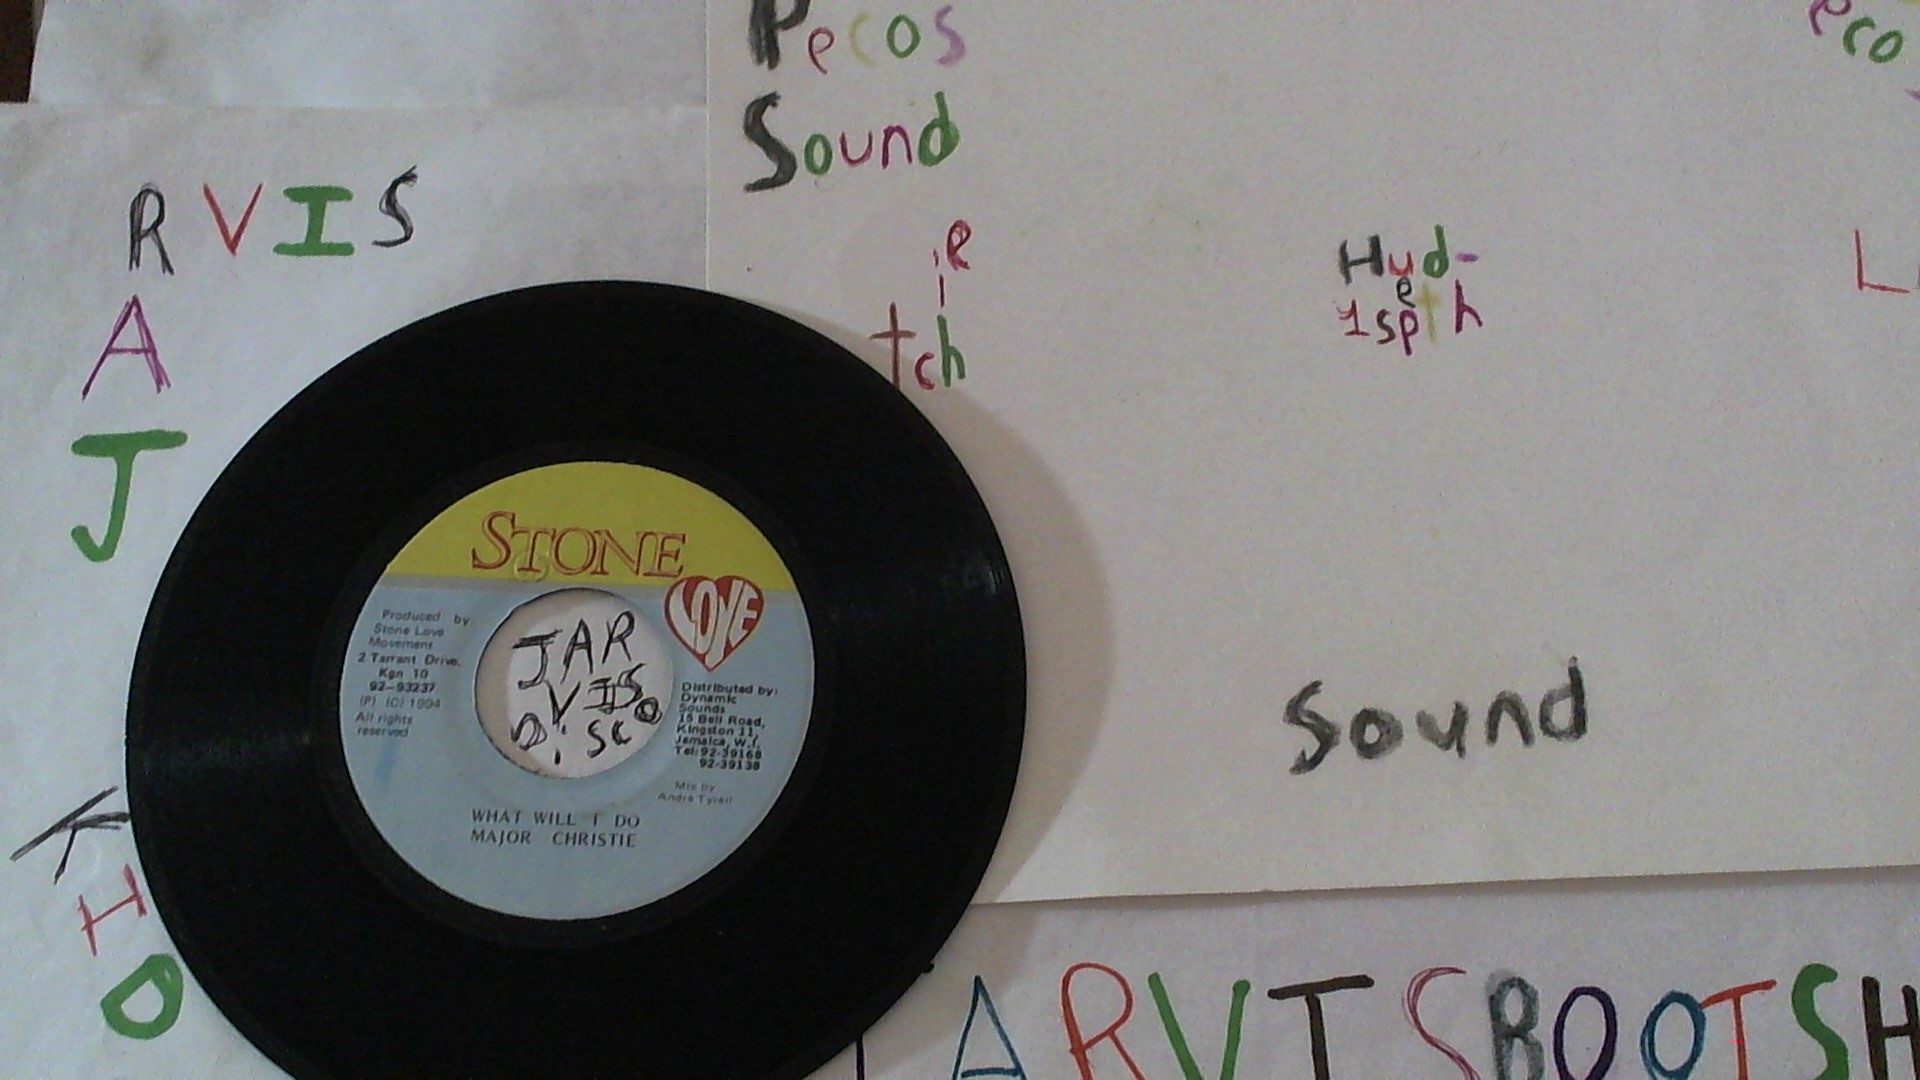 Pecos
Sound
eco
RVIS
A
J
R
i
tch
Hud-
e
1spth
L
STONE
LOVE
Produced by:
Stone Love
Movement
2 Tarrant Drive,
Kgn 10
92-93237
(P) (C) 1994
All rights
reserved
JAR
VIS
Disco
Distributed by:
Dynamic
Sounds
15 Bell Road,
Kingston 11,
Jamaica, W.I.
Tel: 92-39168
92-39138
Mix by
Andre Tyrell
WHAT WILL I DO
MAJOR CHRISTIE
Sound
K
H
O
ARVISBOOTSH